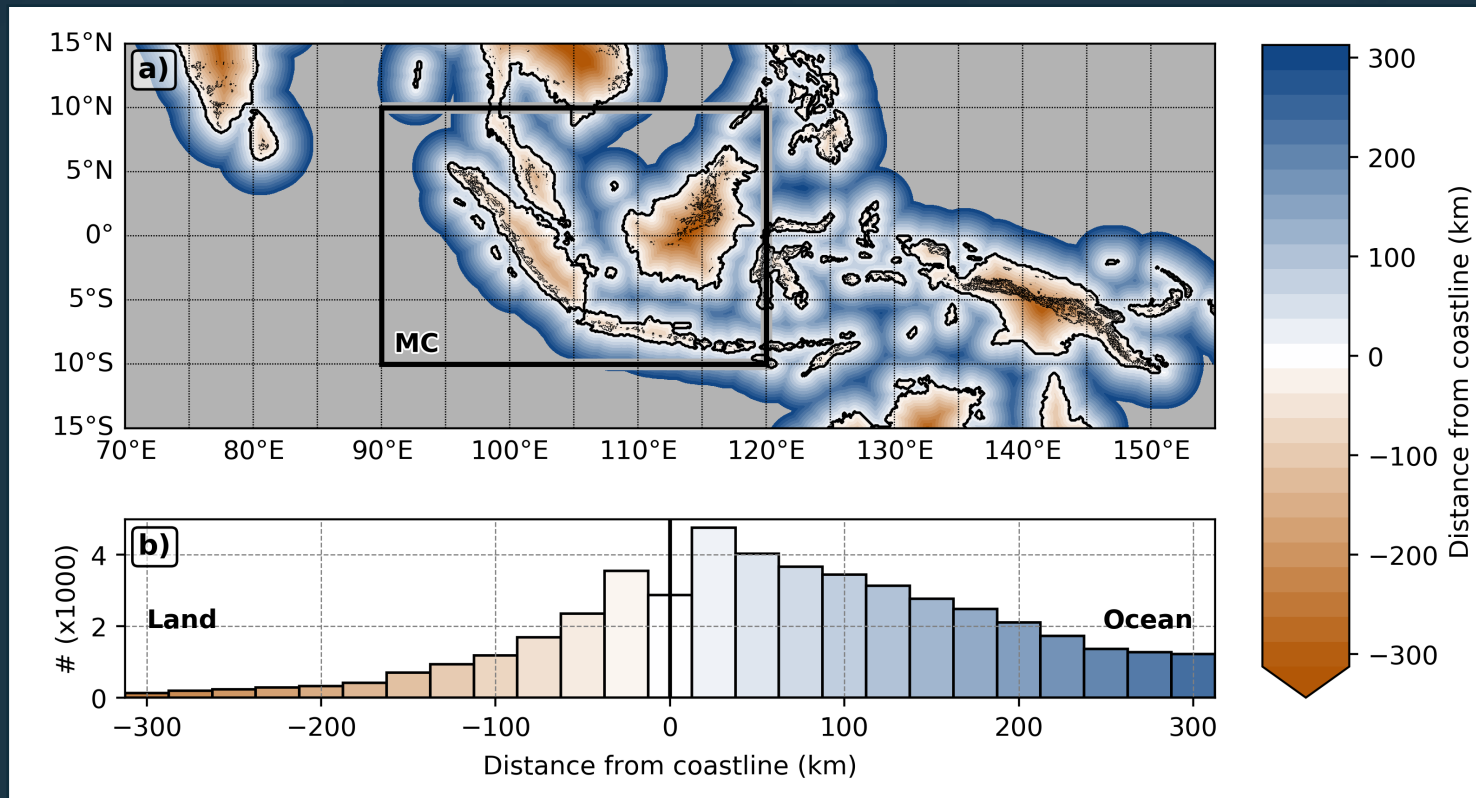 15°N
10°N
5°N
0°
5°S
10°S
15°S
a)
MC
70°E 80°E 90°E 100°E 110°E 120°E 130°E 140°E 150°E
300
200
100
0
−100
−200
−300
Distance from coastline (km)
b)
# (x1000)
4
2
0
Land
Ocean
−300 −200 −100 0 100 200 300
Distance from coastline (km)